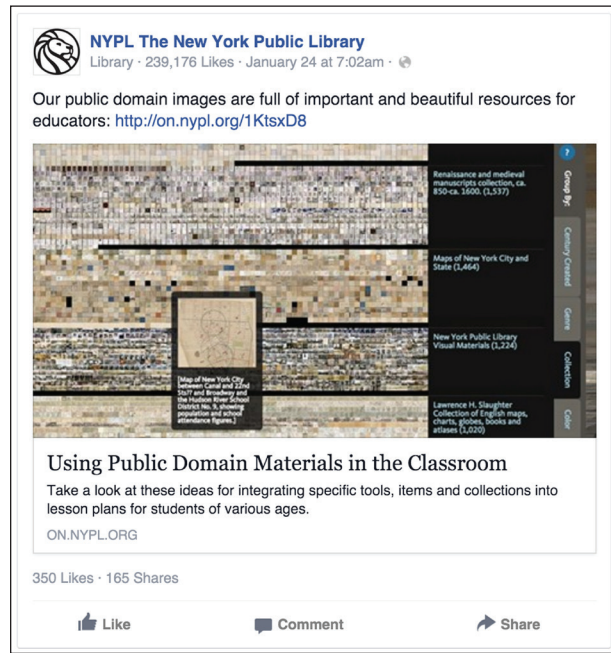 NYPL The New York Public Library
Library · 239,176 Likes · January 24 at 7:02am ·
Our public domain images are full of important and beautiful resources for
educators: http://on.nypl.org/1KtsxD8
Renaissance and medieval
manuscripts collection, ca.
850-ca. 1600. (1,537)
Maps of New York City and
State (1,464)
New York Public Library
Visual Materials (1,224)
Lawrence H. Slaughter
Collection of English maps,
charts, globes, books and
atlases (1,020)
?
Group By:
Century Created
Genre
Collection
Color
[Map of New York City
between Canal and 22nd
Sts?? and Broadway and
the Hudson River School
District No. 9, showing
population and school
attendance figures.]
Using Public Domain Materials in the Classroom
Take a look at these ideas for integrating specific tools, items and collections into
lesson plans for students of various ages.
ON.NYPL.ORG
350 Likes · 165 Shares
Like
Comment
Share